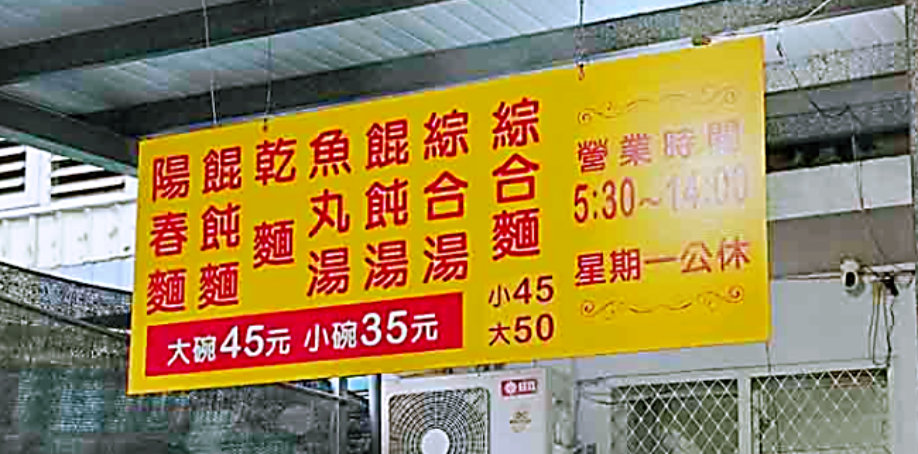 綜合麵
綜合湯
餛飩湯
魚丸湯
乾麵
餛飩麵
陽春麵
大碗45元 小碗35元
小45
大50
營業時間
5:30~14:00
星期一公休